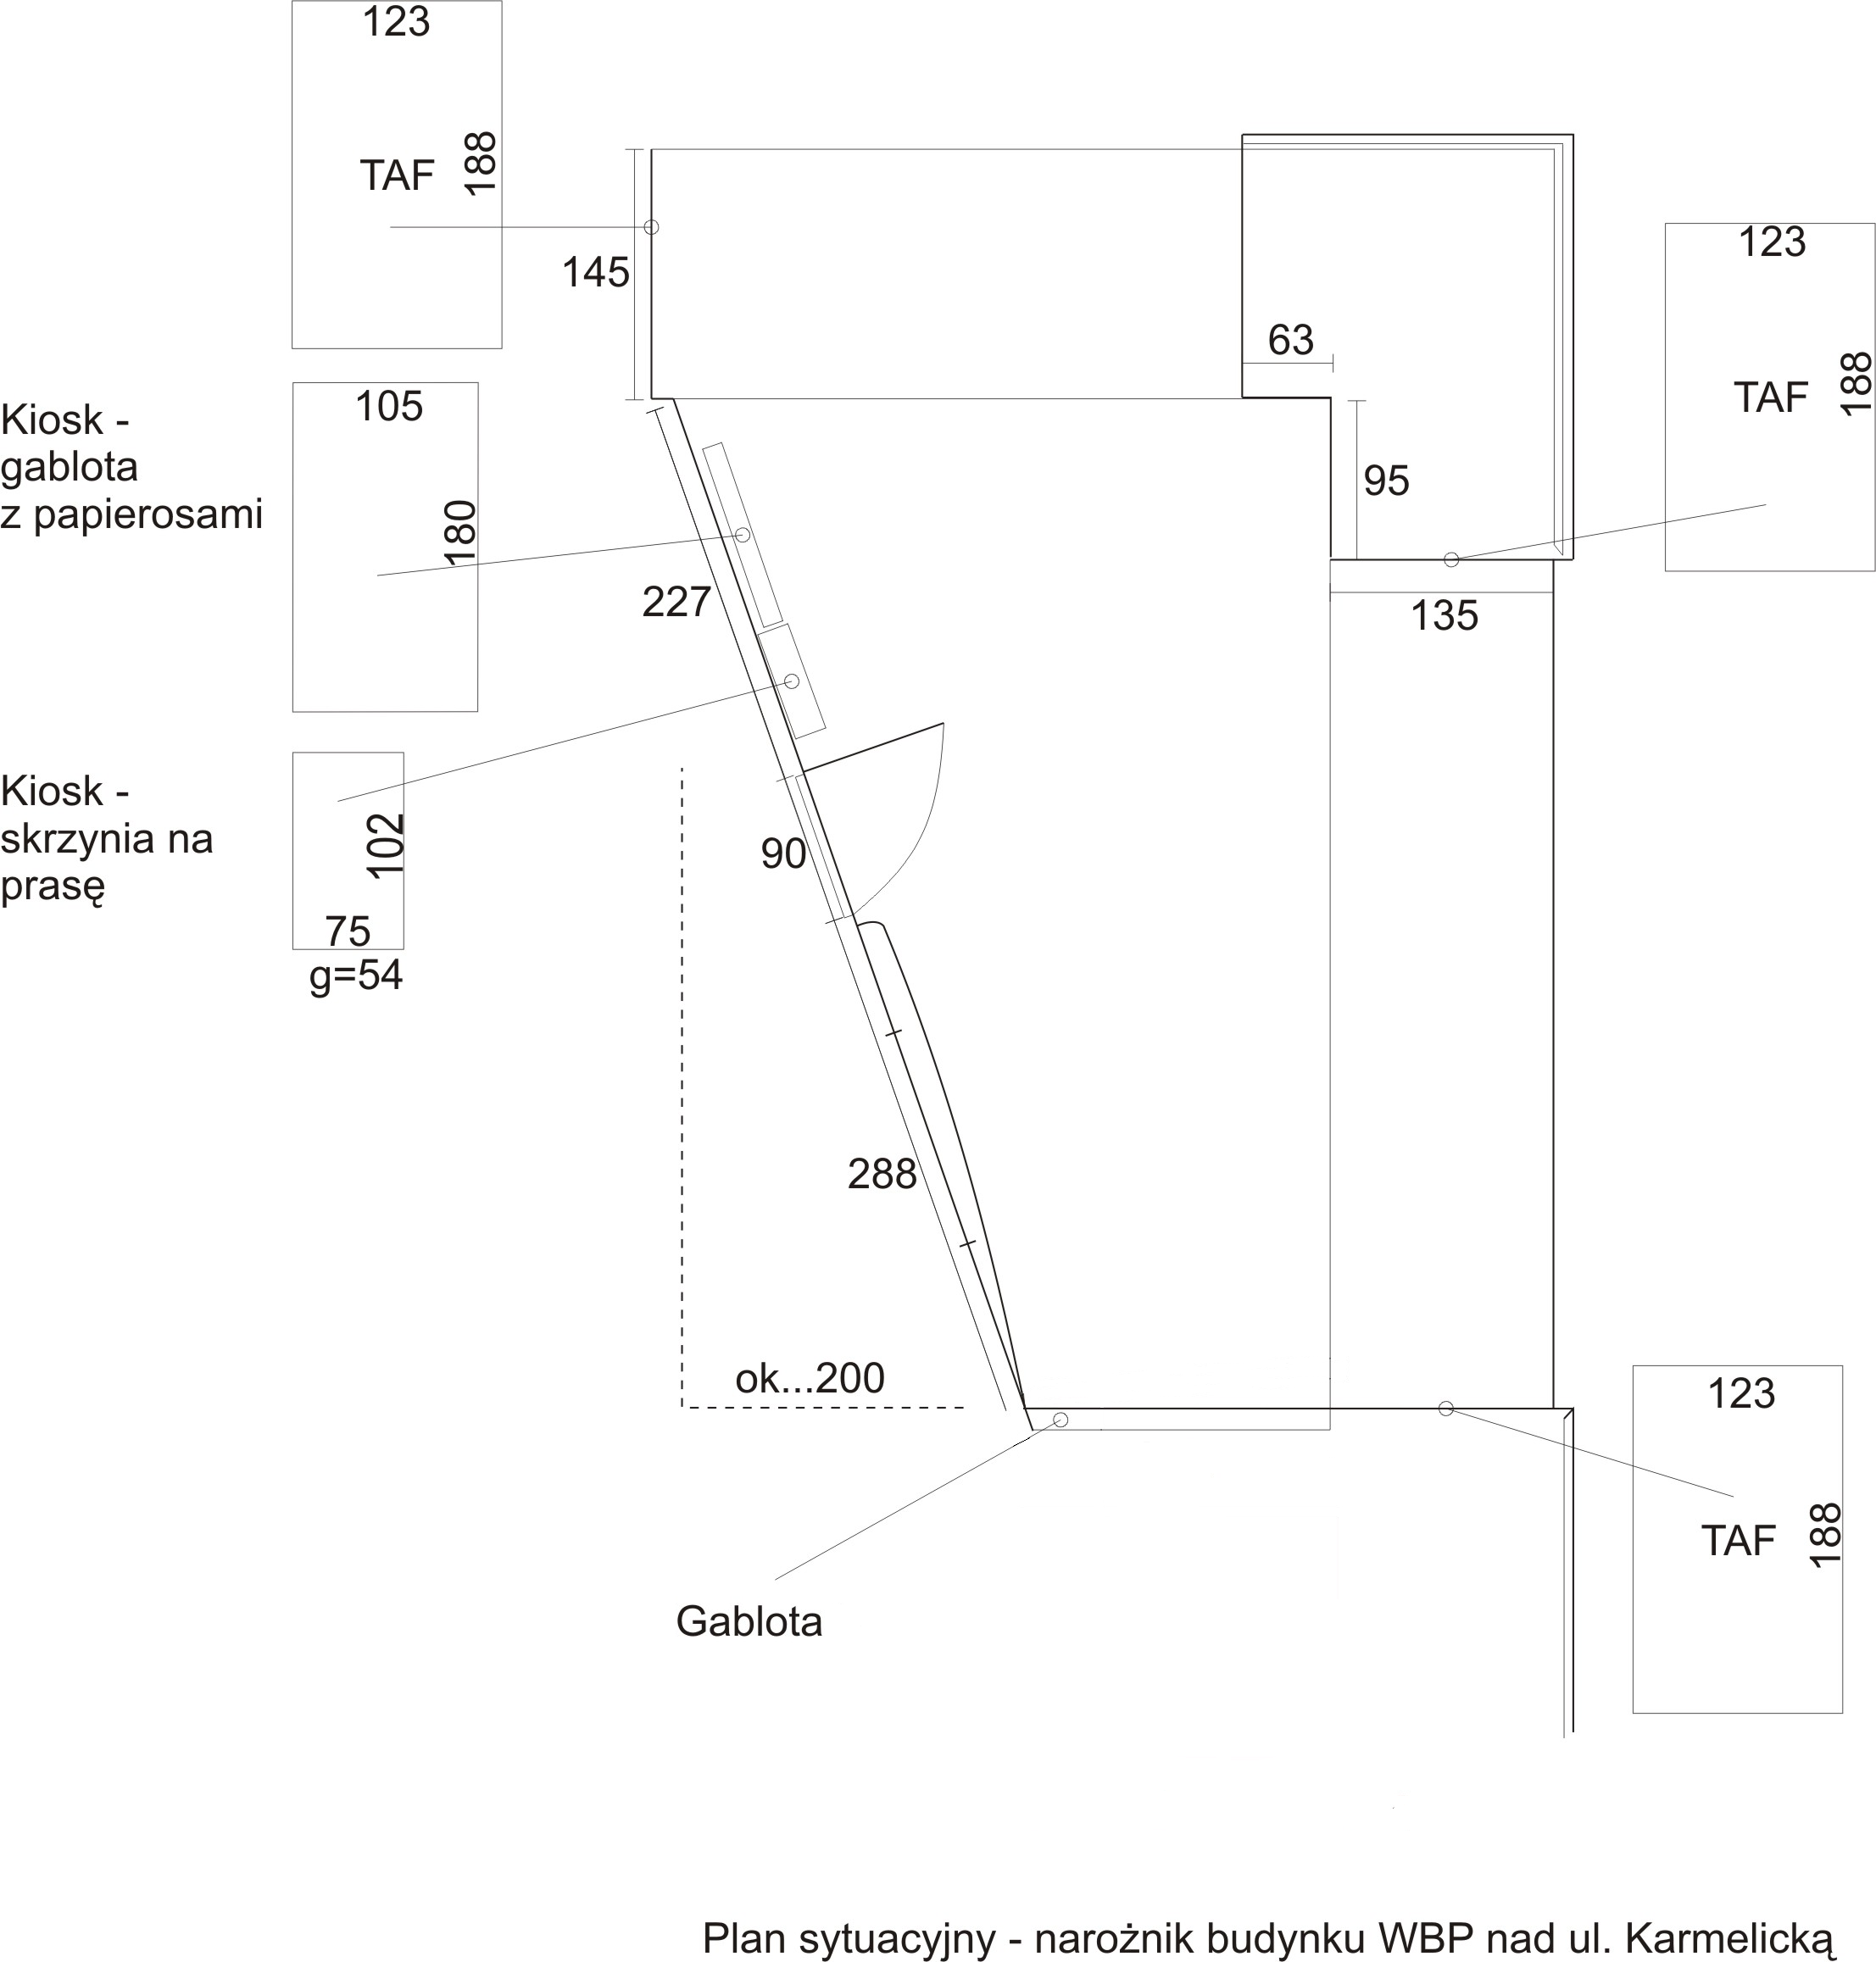 123
TAF
188
145
Kiosk -
gablota
z papierosami
105
180
63
95
123
TAF
188
135
227
Kiosk -
skrzynia na
prasę
102
75
g=54
90
288
ok...200
123
TAF
188
Gablota
Plan sytuacyjny - narożnik budynku WBP nad ul. Karmelicką